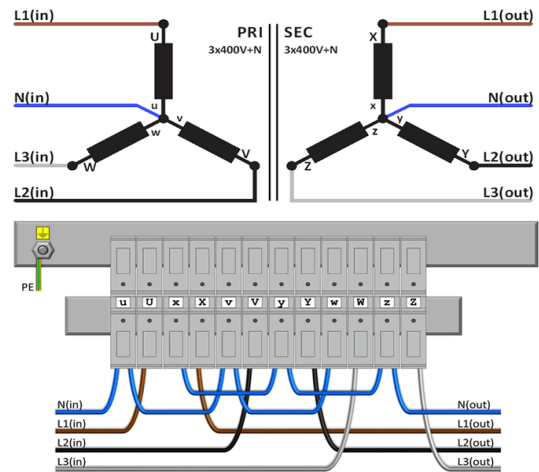 L1(in)
U
PRI
SEC
X
L1(out)
3x400V+N
3x400V+N
N(in)
u
x
N(out)
w
v
z
y
L3(in)
W
V
Z
Y
L2(out)
L2(in)
L3(out)
PE
u U x X v V y Y w W z Z
N(in)
N(out)
L1(in)
L1(out)
L2(in)
L2(out)
L3(in)
L3(out)